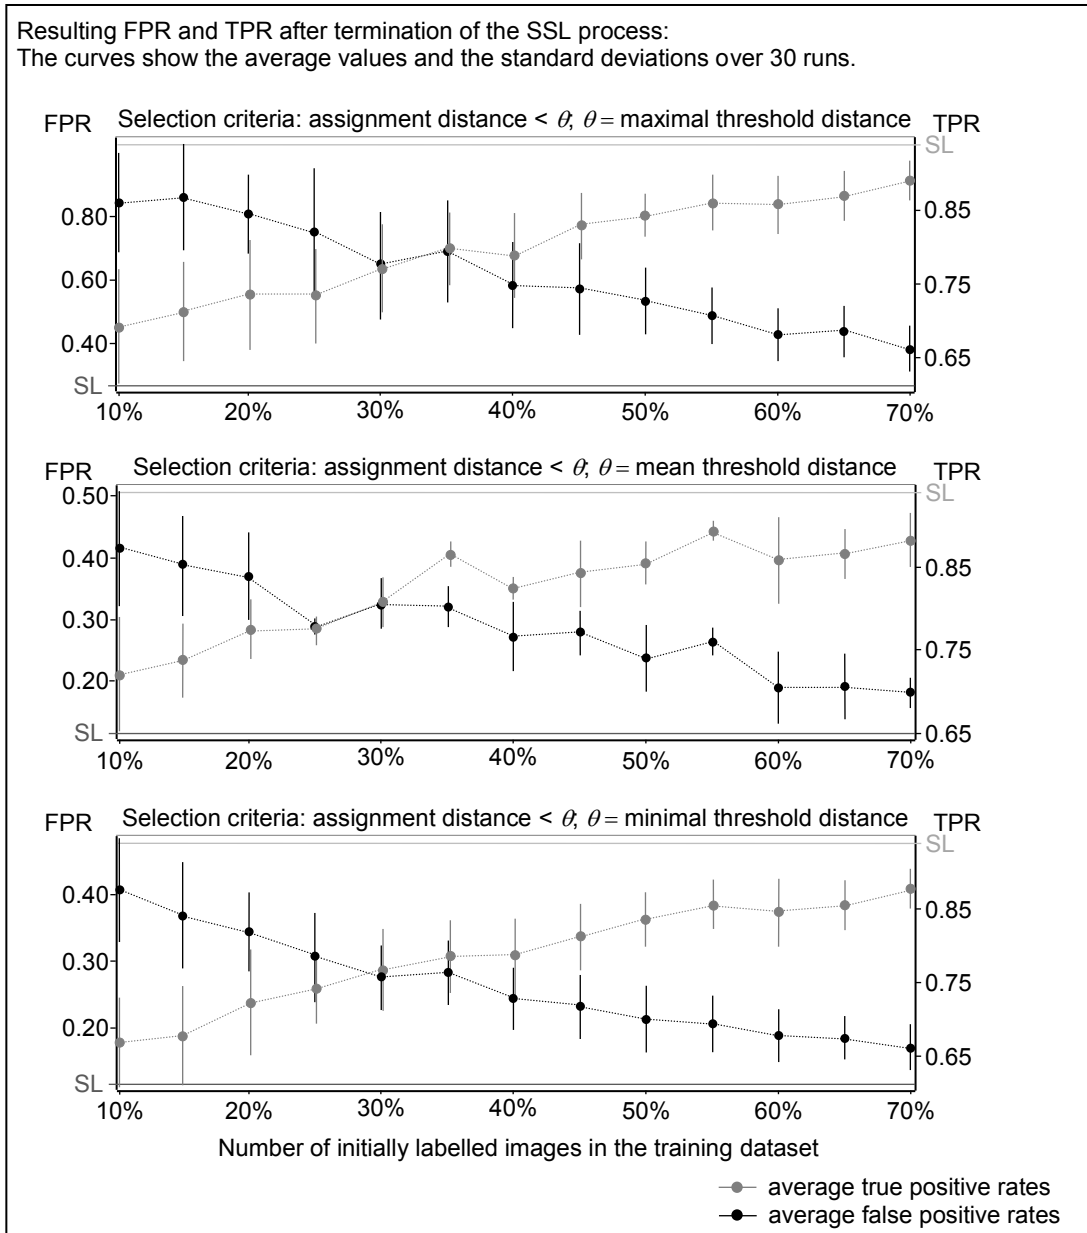 Resulting FPR and TPR after termination of the SSL process:
The curves show the average values and the standard deviations over 30 runs.
FPR Selection criteria: assignment distance < θ; θ = maximal threshold distance TPR
SL
0.80 0.85
0.60 0.75
0.40 0.65
SL
10% 20% 30% 40% 50% 60% 70%
FPR Selection criteria: assignment distance < θ; θ = mean threshold distance TPR
0.50 SL
0.40 0.85
0.30 0.75
0.20
SL 0.65
10% 20% 30% 40% 50% 60% 70%
FPR Selection criteria: assignment distance < θ; θ = minimal threshold distance TPR
SL
0.40 0.85
0.30 0.75
0.20 0.65
SL
10% 20% 30% 40% 50% 60% 70%
Number of initially labelled images in the training dataset
average true positive rates
average false positive rates